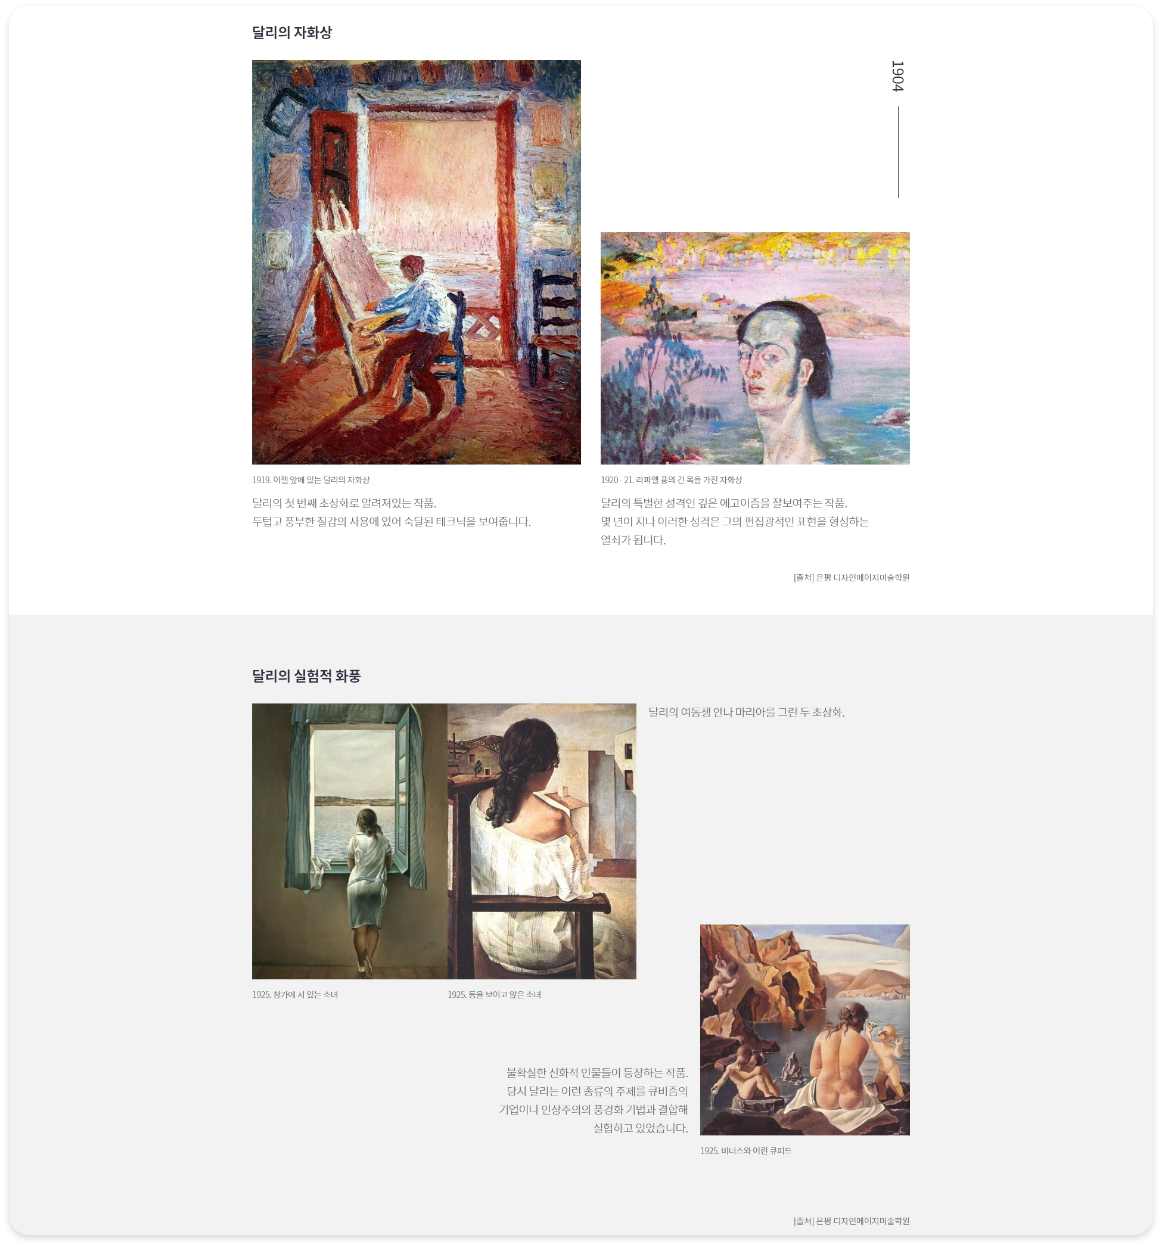 달리의 자화상
1904
1919. 이젤 앞에 있는 달리의 자화상
달리의 첫 번째 초상화로 알려져있는 작품.
두텁고 풍부한 질감의 사용에 있어 숙달된 테크닉을 보여줍니다.
1920 - 21. 라파엘 풍의 긴 목을 가진 자화상
달리의 특별한 성격인 깊은 에고이즘을 잘보여주는 작품.
몇 년이 지나 이러한 성격은 그의 편집광적인 표현을 형성하는
열쇠가 됩니다.
[출처] 은평 디자인에이지미술학원
달리의 실험적 화풍
달리의 여동생 안나 마리아를 그린 두 초상화.
1925. 창가에 서 있는 소녀
1925. 등을 보이고 앉은 소녀
불확실한 신화적 인물들이 등장하는 작품.
당시 달리는 이런 종류의 주제를 큐비즘의
기업이나 인상주의의 풍경화 기법과 결합해
실험하고 있었습니다.
1925. 비너스와 어린 큐피드
[출처] 은평 디자인에이지미술학원